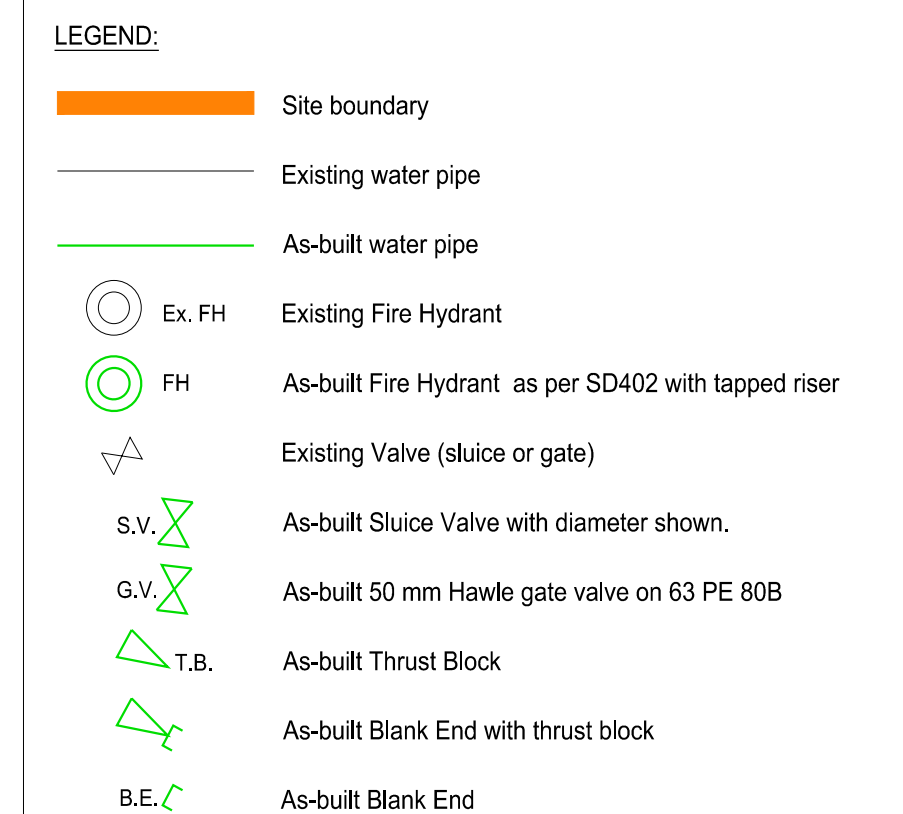 LEGEND:
Site boundary
Existing water pipe
As-built water pipe
Ex. FH Existing Fire Hydrant
FH As-built Fire Hydrant as per SD402 with tapped riser
Existing Valve (sluice or gate)
S.V. As-built Sluice Valve with diameter shown.
G.V. As-built 50 mm Hawle gate valve on 63 PE 80B
T.B. As-built Thrust Block
As-built Blank End with thrust block
B.E. As-built Blank End